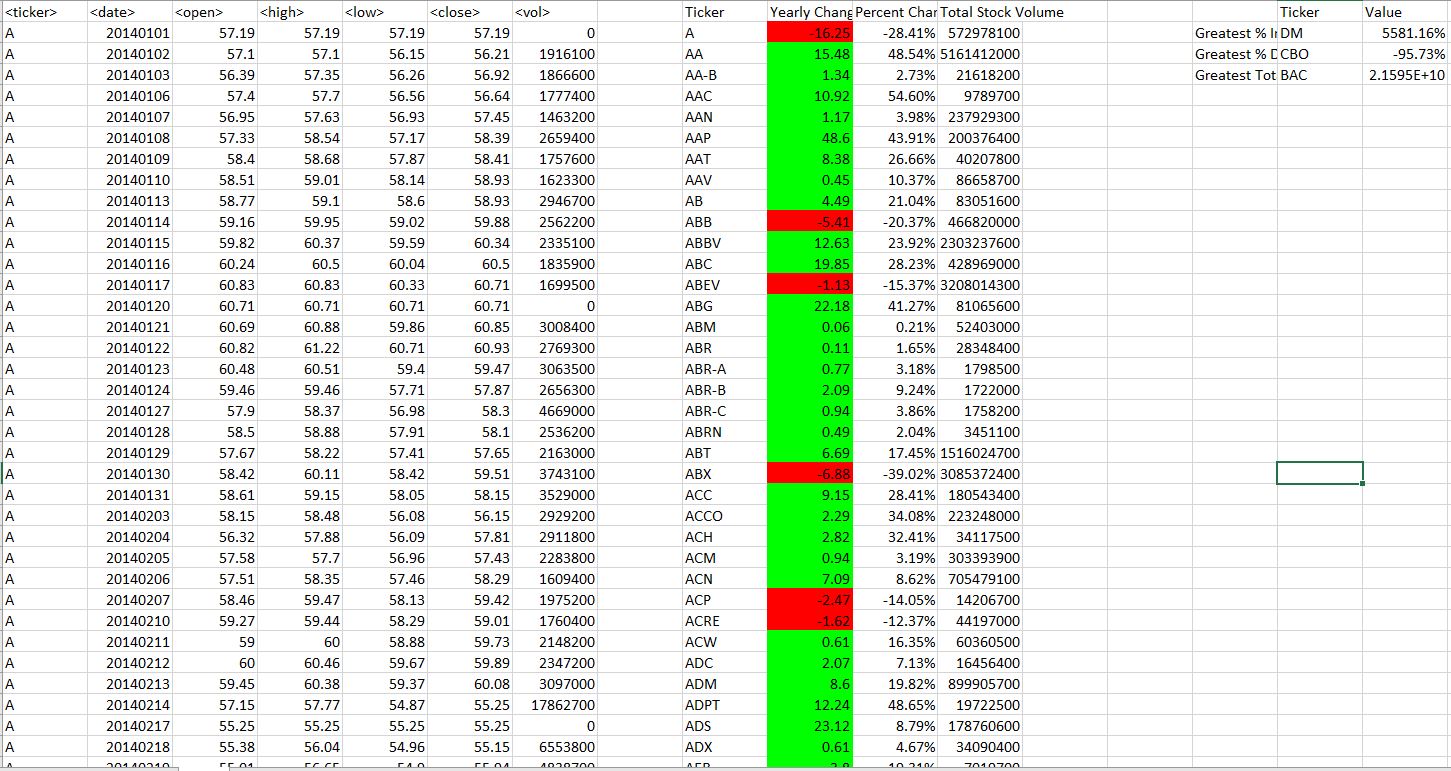 <ticker> <date> <open> <high> <low> <close> <vol> Ticker Yearly Chang Percent Char Total Stock Volume Ticker Value
A 20140101 57.19 57.19 57.19 57.19 0 A -16.25 -28.41% 572978100 Greatest % I DM 5581.16%
A 20140102 57.1 57.1 56.15 56.21 1916100 AA 15.48 48.54% 5161412000 Greatest % D CBO -95.73%
A 20140103 56.39 57.35 56.26 56.92 1866600 AA-B 1.34 2.73% 21618200 Greatest Tot BAC 2.1595E+10
A 20140106 57.4 57.7 56.56 56.64 1777400 AAC 10.92 54.60% 9789700
A 20140107 56.95 57.63 56.93 57.45 1463200 AAN 1.17 3.98% 237929300
A 20140108 57.33 58.54 57.17 58.39 2659400 AAP 48.6 43.91% 200376400
A 20140109 58.4 58.68 57.87 58.41 1757600 AAT 8.38 26.66% 40207800
A 20140110 58.51 59.01 58.14 58.93 1623300 AAV 0.45 10.37% 86658700
A 20140113 58.77 59.1 58.6 58.93 2946700 AB 4.49 21.04% 83051600
A 20140114 59.16 59.95 59.02 59.88 2562200 ABB -5.41 -20.37% 466820000
A 20140115 59.82 60.37 59.59 60.34 2335100 ABBV 12.63 23.92% 2303237600
A 20140116 60.24 60.5 60.04 60.5 1835900 ABC 19.85 28.23% 428969000
A 20140117 60.83 60.83 60.33 60.71 1699500 ABEV -1.13 -15.37% 3208014300
A 20140120 60.71 60.71 60.71 60.71 0 ABG 22.18 41.27% 81065600
A 20140121 60.69 60.88 59.86 60.85 3008400 ABM 0.06 0.21% 52403000
A 20140122 60.82 61.22 60.71 60.93 2769300 ABR 0.11 1.65% 28348400
A 20140123 60.48 60.51 59.4 59.47 3063500 ABR-A 0.77 3.18% 1798500
A 20140124 59.46 59.46 57.71 57.87 2656300 ABR-B 2.09 9.24% 1722000
A 20140127 57.9 58.37 56.98 58.3 4669000 ABR-C 0.94 3.86% 1758200
A 20140128 58.5 58.88 57.91 58.1 2536200 ABRN 0.49 2.04% 3451100
A 20140129 57.67 58.22 57.41 57.65 2163000 ABT 6.69 17.45% 1516024700
A 20140130 58.42 60.11 58.42 59.51 3743100 ABX -6.88 -39.02% 3085372400
A 20140131 58.61 59.15 58.05 58.15 3529000 ACC 9.15 28.41% 180543400
A 20140203 58.15 58.48 56.08 56.15 2929200 ACCO 2.29 34.08% 223248000
A 20140204 56.32 57.88 56.09 57.81 2911800 ACH 2.82 32.41% 34117500
A 20140205 57.58 57.7 56.96 57.43 2283800 ACM 0.94 3.19% 303393900
A 20140206 57.51 58.35 57.46 58.29 1609400 ACN 7.09 8.62% 705479100
A 20140207 58.46 59.47 58.13 59.42 1975200 ACP -2.47 -14.05% 14206700
A 20140210 59.27 59.44 58.29 59.01 1760400 ACRE -1.62 -12.37% 44197000
A 20140211 59 60 58.88 59.73 2148200 ACW 0.61 16.35% 60360500
A 20140212 60 60.46 59.67 59.89 2347200 ADC 2.07 7.13% 16456400
A 20140213 59.45 60.38 59.37 60.08 3097000 ADM 8.6 19.82% 899905700
A 20140214 57.15 57.77 54.87 55.25 17862700 ADPT 12.24 48.65% 19722500
A 20140217 55.25 55.25 55.25 55.25 0 ADS 23.12 8.79% 178760600
A 20140218 55.38 56.04 54.96 55.15 6553800 ADX 0.61 4.67% 34090400